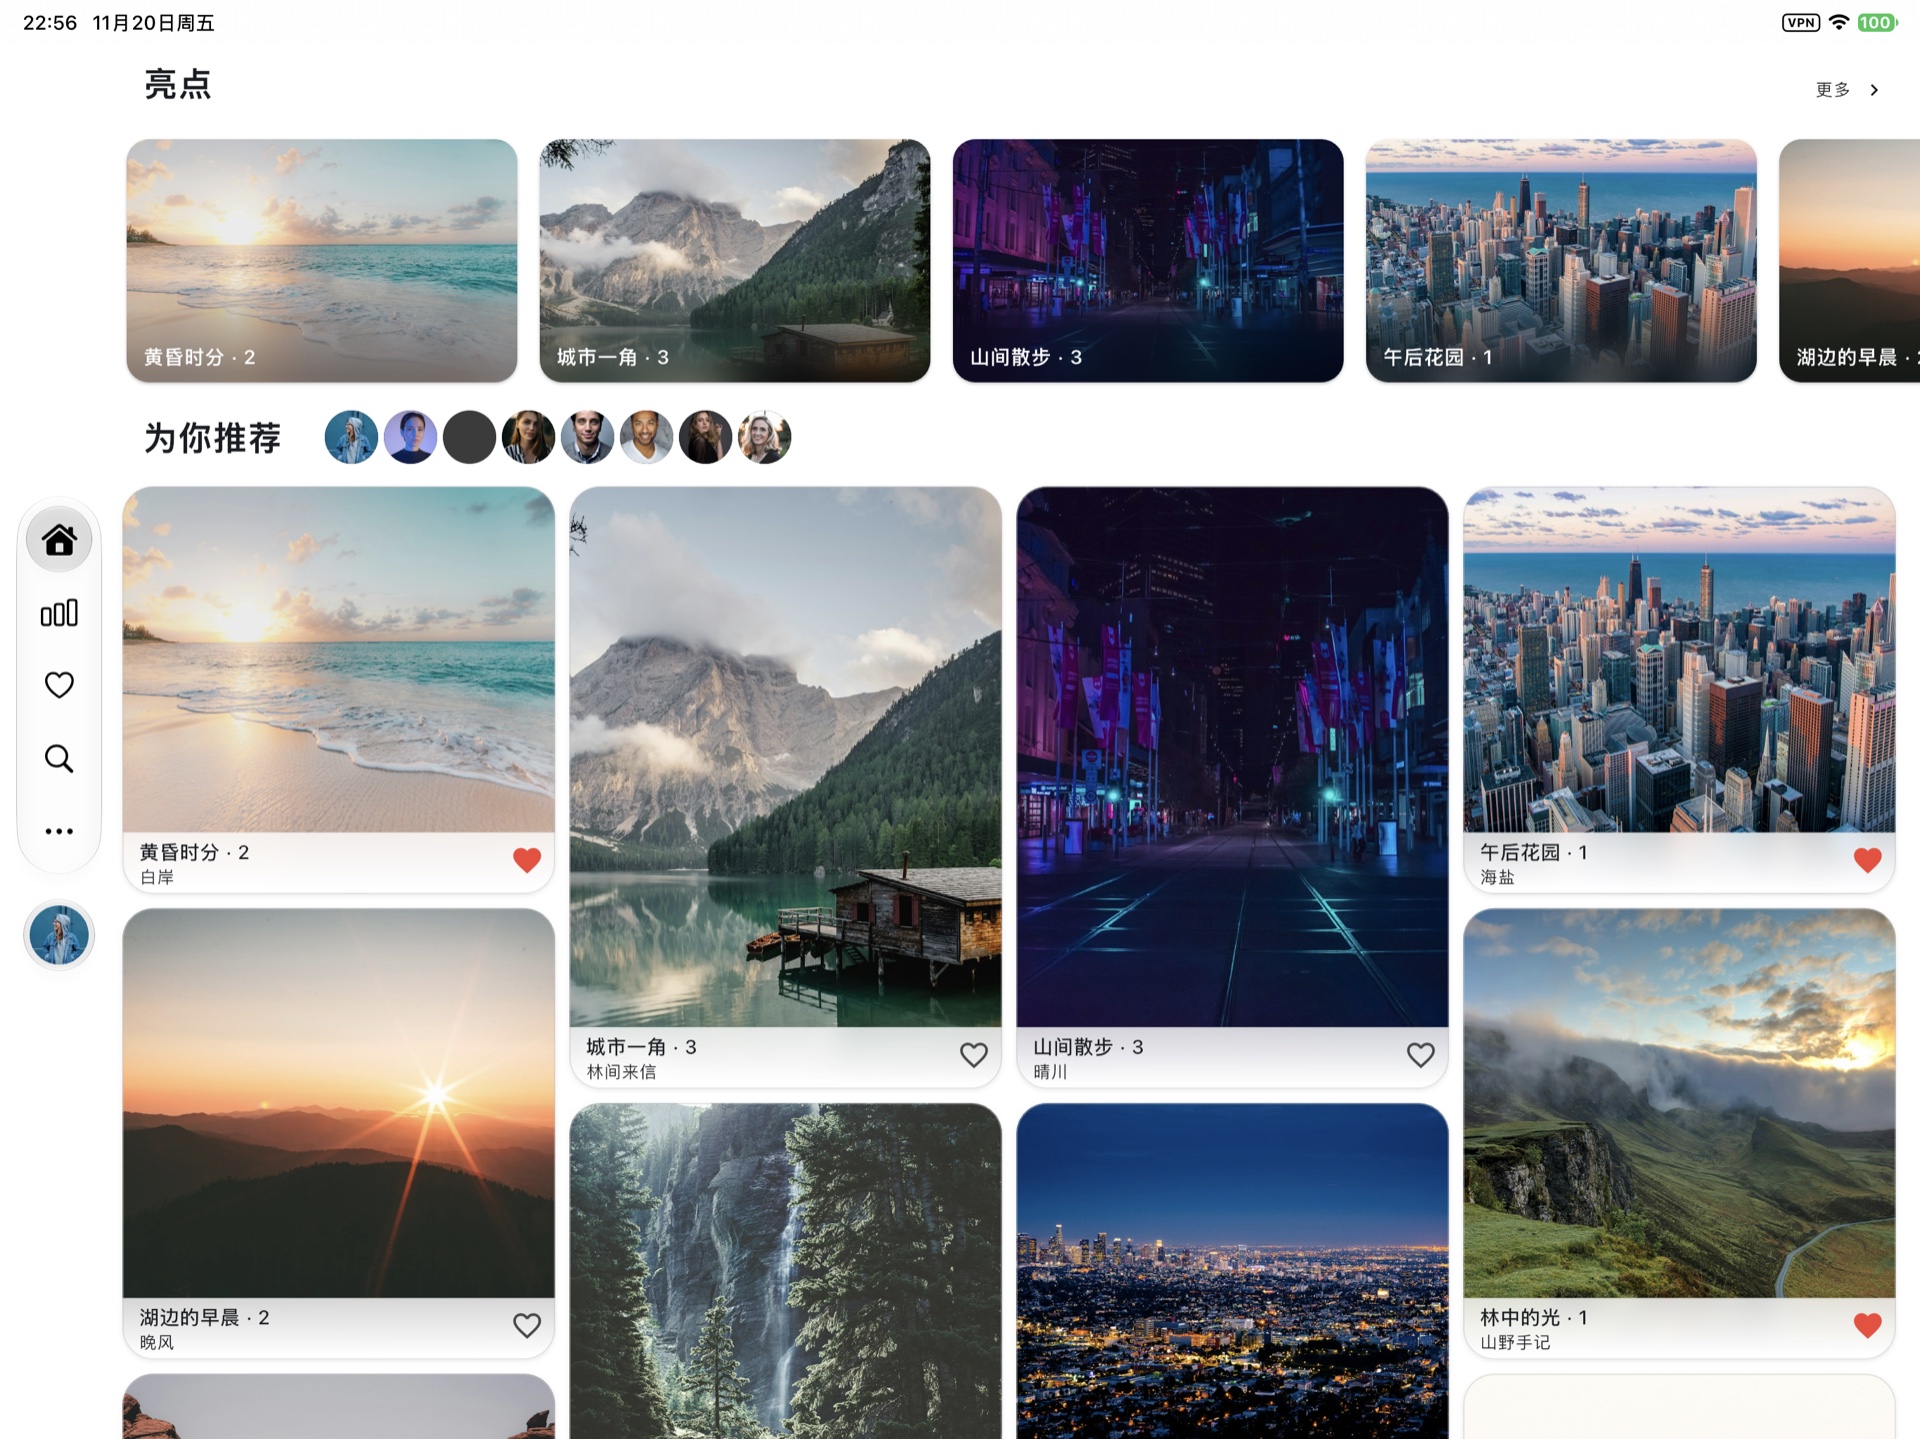 22:56 11月20日周五
VPN 100
亮点
更多
黄昏时分 · 2
城市一角 · 3
山间散步 · 3
午后花园 · 1
湖边的早晨 ·
为你推荐
黄昏时分 · 2
白岸
午后花园 · 1
海盐
城市一角 · 3
林间来信
山间散步 · 3
晴川
湖边的早晨 · 2
晚风
林中的光 · 1
山野手记